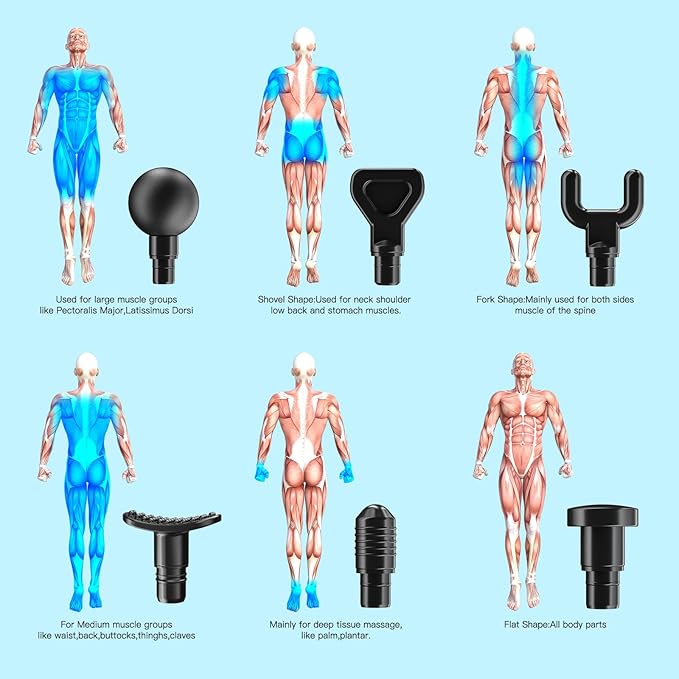 Used for large muscle groups
like Pectoralis Major,Latissimus Dorsi
Shovel Shape:Used for neck shoulder
low back and stomach muscles.
Fork Shape:Mainly used for both sides
muscle of the spine
For Medium muscle groups
like waist,back,buttocks,thinghs,claves
Mainly for deep tissue massage,
like palm,plantar.
Flat Shape:All body parts